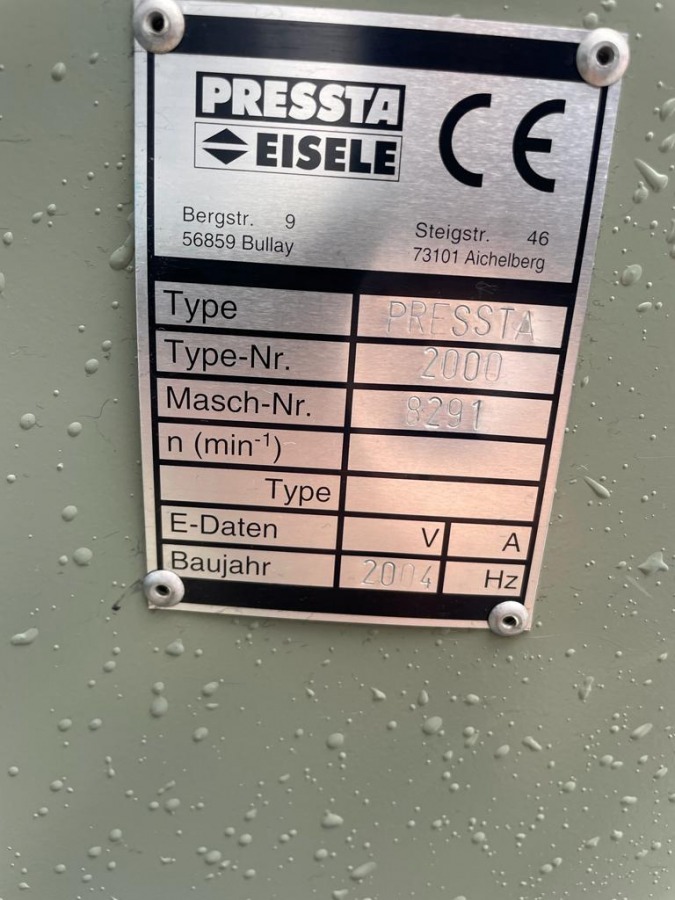 PRESSTA
EISELE
CE
Bergstr. 9
56859 Bullay
Steigstr. 46
73101 Aichelberg
Type PRESSTA
Type-Nr. 2000
Masch-Nr. 8291
n (min-1)
Type
E-Daten V A
Baujahr 2004 Hz